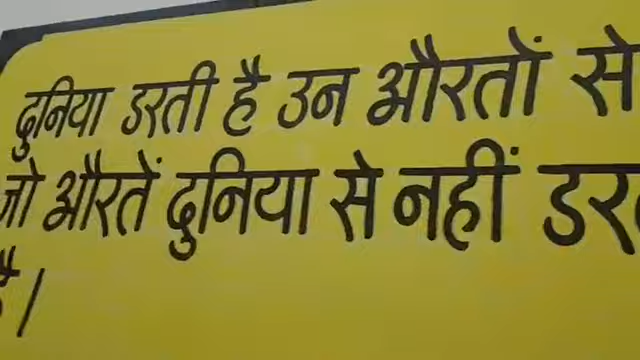 दुनिया डरती है उन औरतों से
जो औरतें दुनिया से नहीं
है।